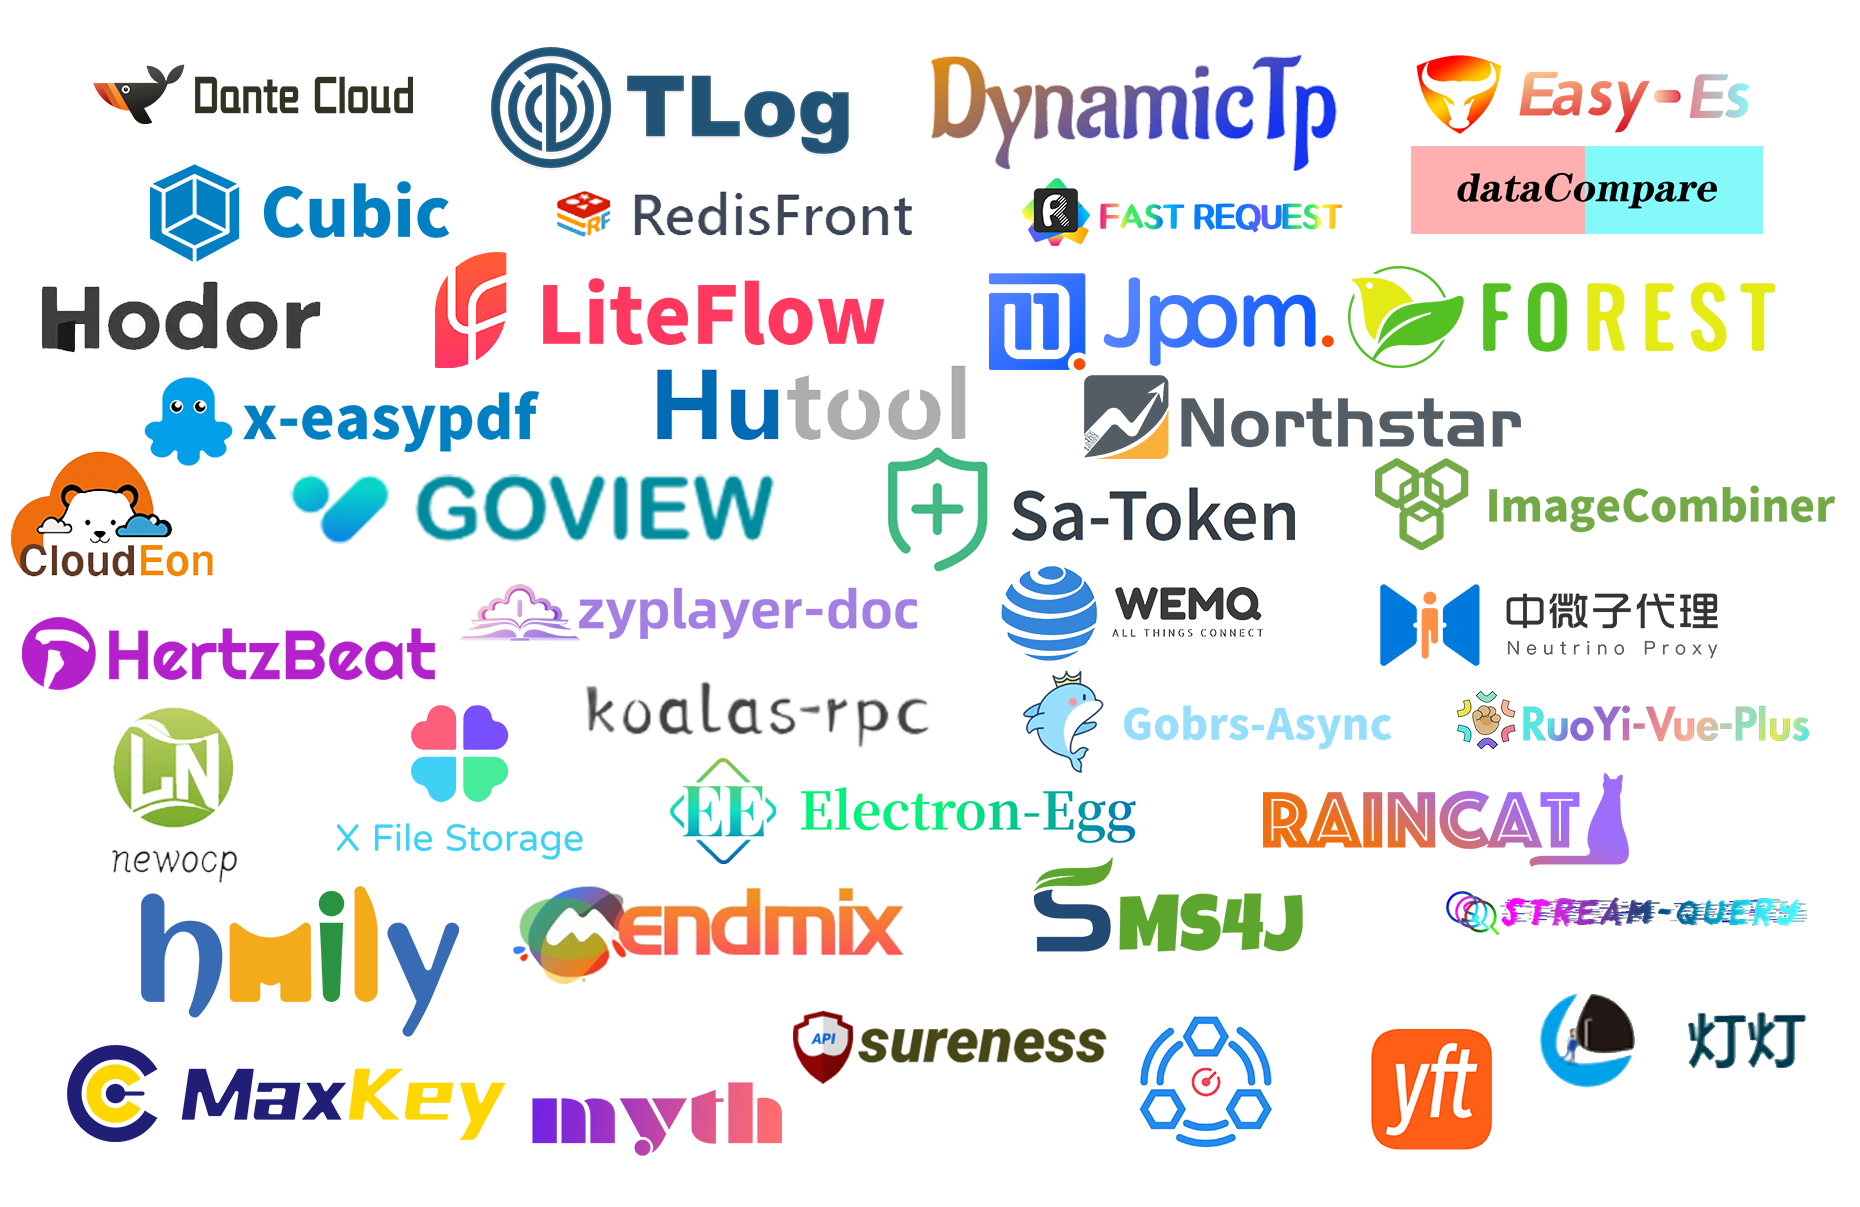 Dante Cloud
TLog
DynamicTp
Easy-Es
Cubic
RedisFront
FAST REQUEST
dataCompare
Hodor
LiteFlow
Jpom.
FOREST
x-easypdf
Hutool
Northstar
CloudEon
GOVIEW
Sa-Token
ImageCombiner
HertzBeat
zyplayer-doc
WEMQ
ALL THINGS CONNECT
中微子代理
Neutrino Proxy
LN
newocp
X File Storage
koalas-rpc
Gobrs-Async
RuoYi-Vue-Plus
EE
Electron-Egg
RAINCAT
hmily
Mendmix
SMS4J
STREAM-QUERY
MaxKey
myth
API
sureness
yft
灯灯